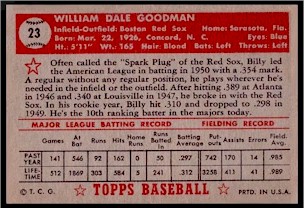 23
WILLIAM DALE GOODMAN
Infield-Outfield: Boston Red Sox Home: Sarasota, Fla.
Born: Mar. 22, 1926, Concord, N. C. Eyes: Blue
Ht.: 5'11" Wt.: 165 Hair: Blond Bats: Left Throws: Right
Often called the "Spark Plug" of the Red Sox, Billy led
the American League in batting in 1950 with a .354 mark.
A regular without any regular position, he plays wherever he's
needed in the infield or the outfield. After hitting .389 at Atlanta
in 1946 and .340 at Louisville in 1947, he broke in with the Red
Sox. In his rookie year, Billy hit .310 and dropped to .298 in
1949. He's the 10th ranking batter in the majors today.
MAJOR LEAGUE BATTING RECORD FIELDING RECORD
Games At Bat Runs Hits Home Runs Runs Batted In Batting Avg. Put-outs Assists Errors Field. Avg.
PAST YEAR 141 546 92 162 0 50 .297 742 170 14 .985
LIFE-TIME 512 1869 312 .312 3258 411 41 .989
© T. C. G. TOPPS BASEBALL PRTD. IN U.S.A.